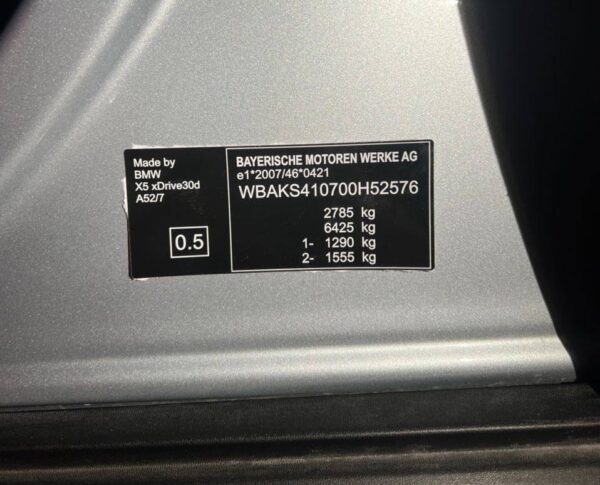 Made by
BMW
X5 xDrive30d
A52/7
0.5
BAYERISCHE MOTOREN WERKE AG
e1*2007/46*0421
WBAKS410700H52576
2785 kg
6425 kg
1- 1290 kg
2- 1555 kg